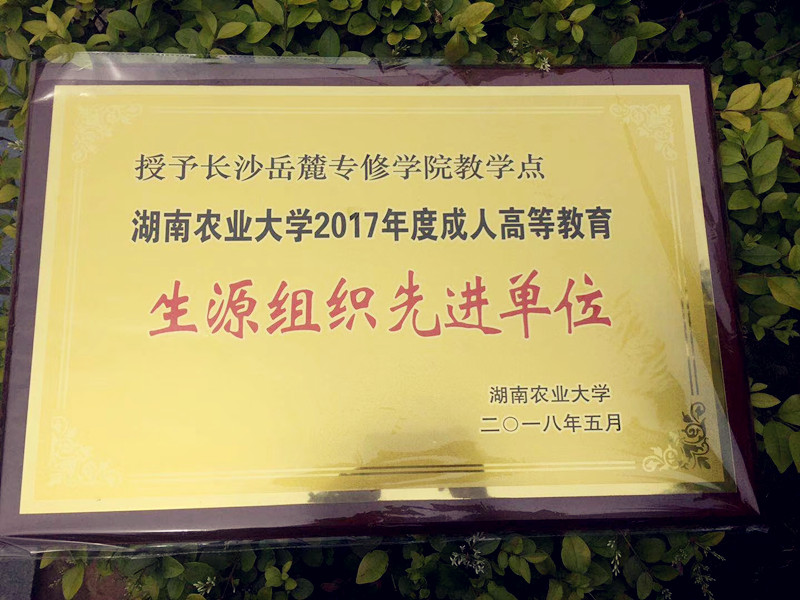 授予长沙岳麓专修学院教学点
湖南农业大学2017年度成人高等教育
生源组织先进单位
湖南农业大学
二〇一八年五月